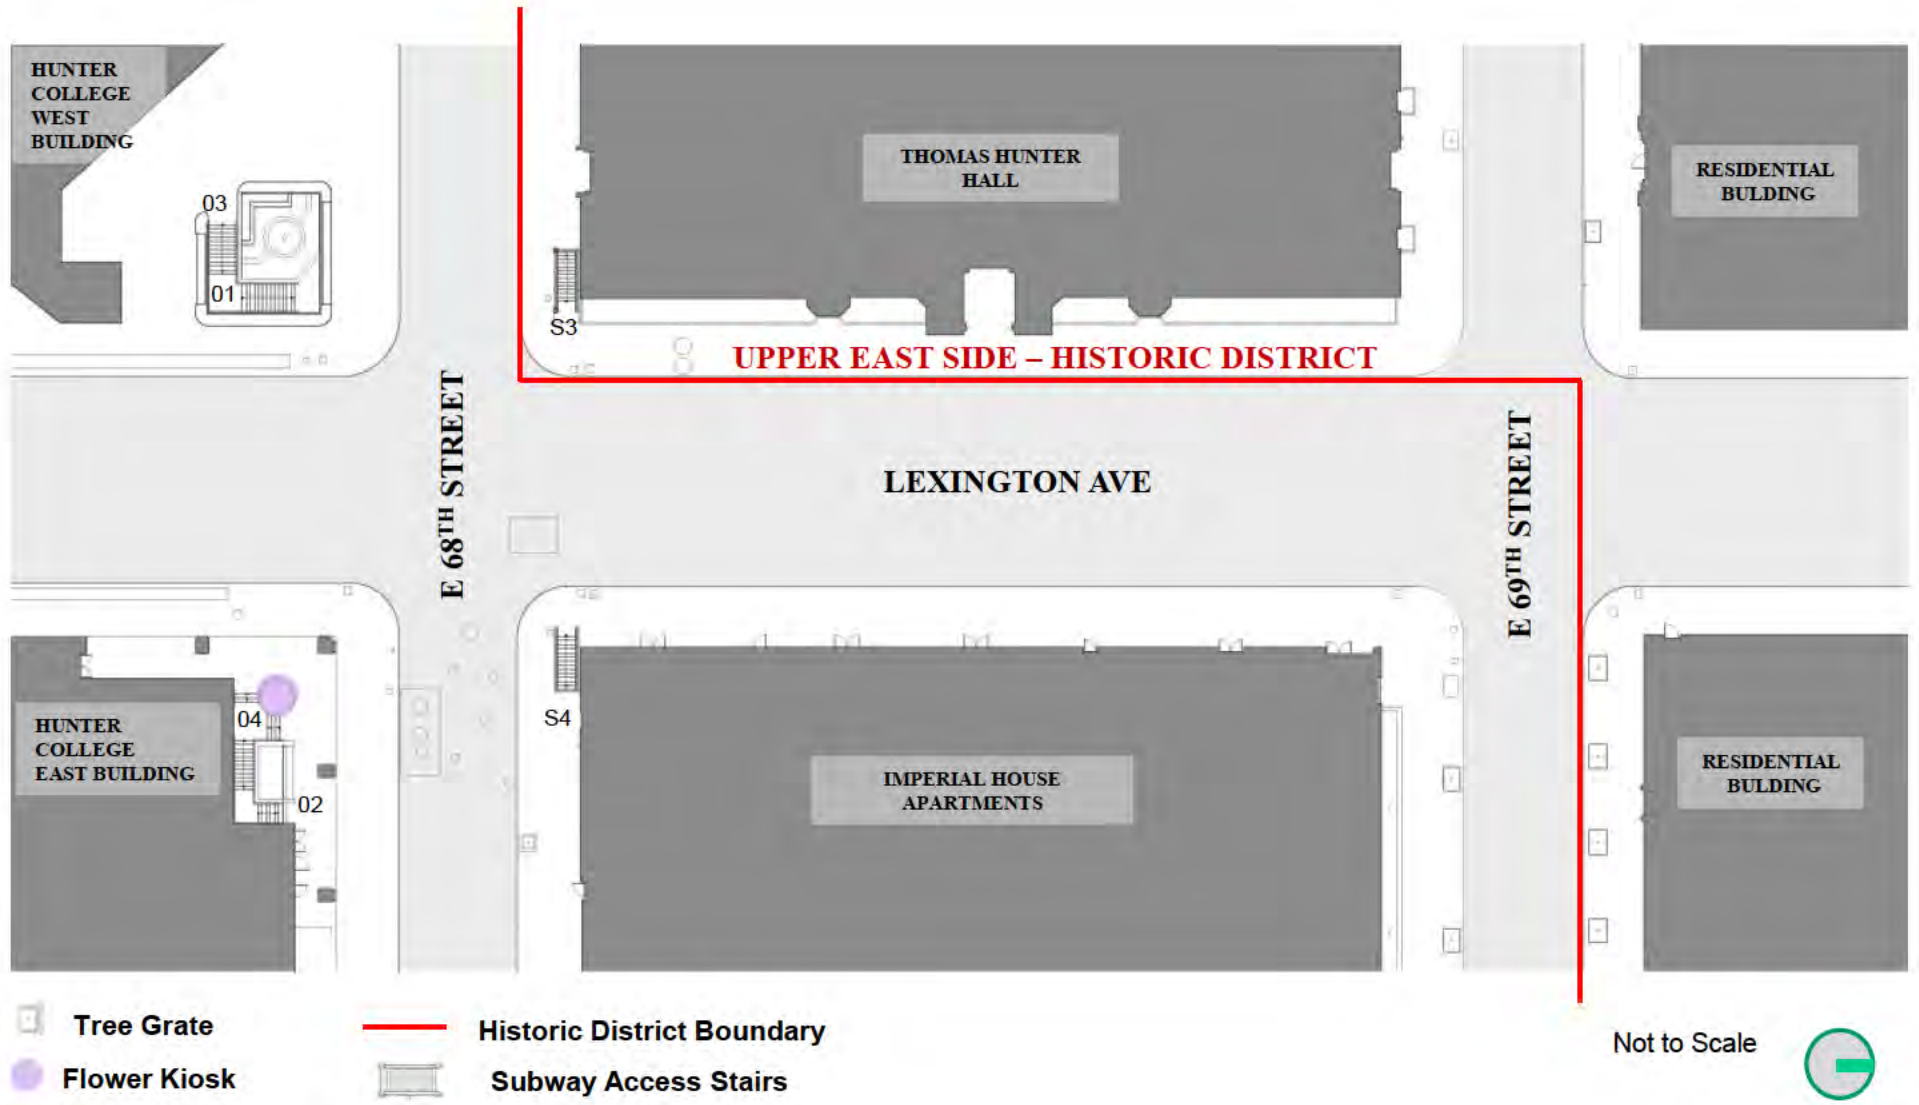 HUNTER
COLLEGE
WEST
BUILDING
03
01
THOMAS HUNTER
HALL
RESIDENTIAL
BULDING
S3
UPPER EAST SIDE – HISTORIC DISTRICT
E 68TH STREET
LEXINGTON AVE
E 69TH STREET
HUNTER
COLLEGE
EAST BUILDING
04
02
S4
IMPERIAL HOUSE
APARTMENTS
RESIDENTIAL
BULDING
Tree Grate
Historic District Boundary
Flower Kiosk
Subway Access Stairs
Not to Scale